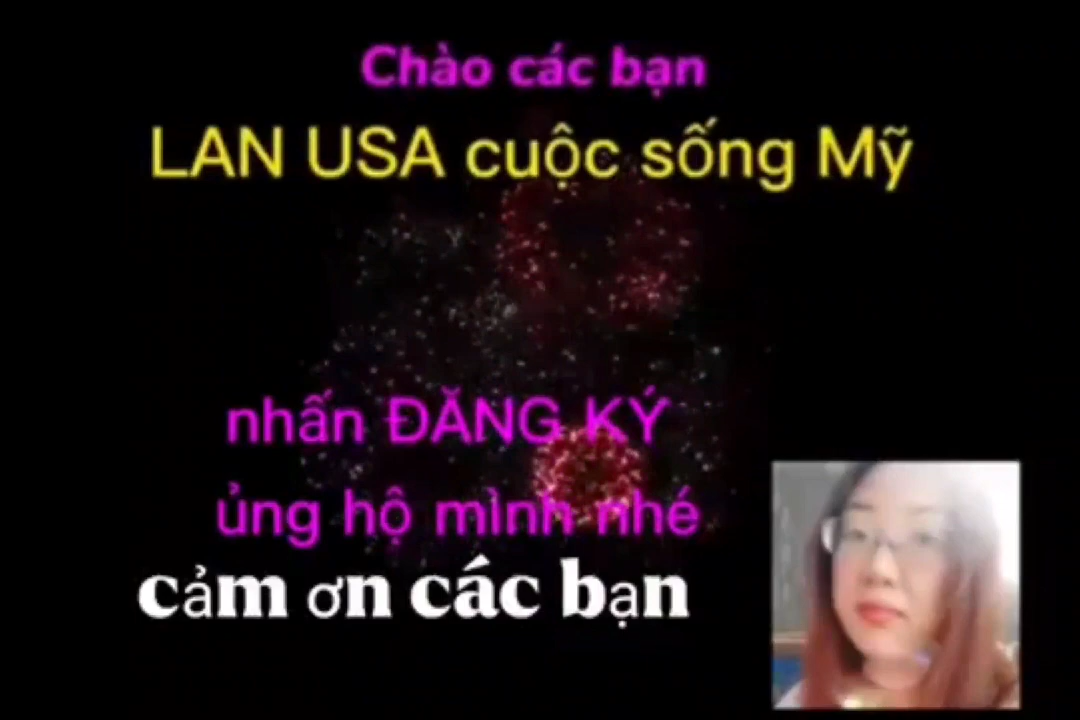 Chào các bạn
LAN USA cuộc sống Mỹ
nhấn ĐĂNG KÝ
ủng hộ mình nhé
cảm ơn các bạn